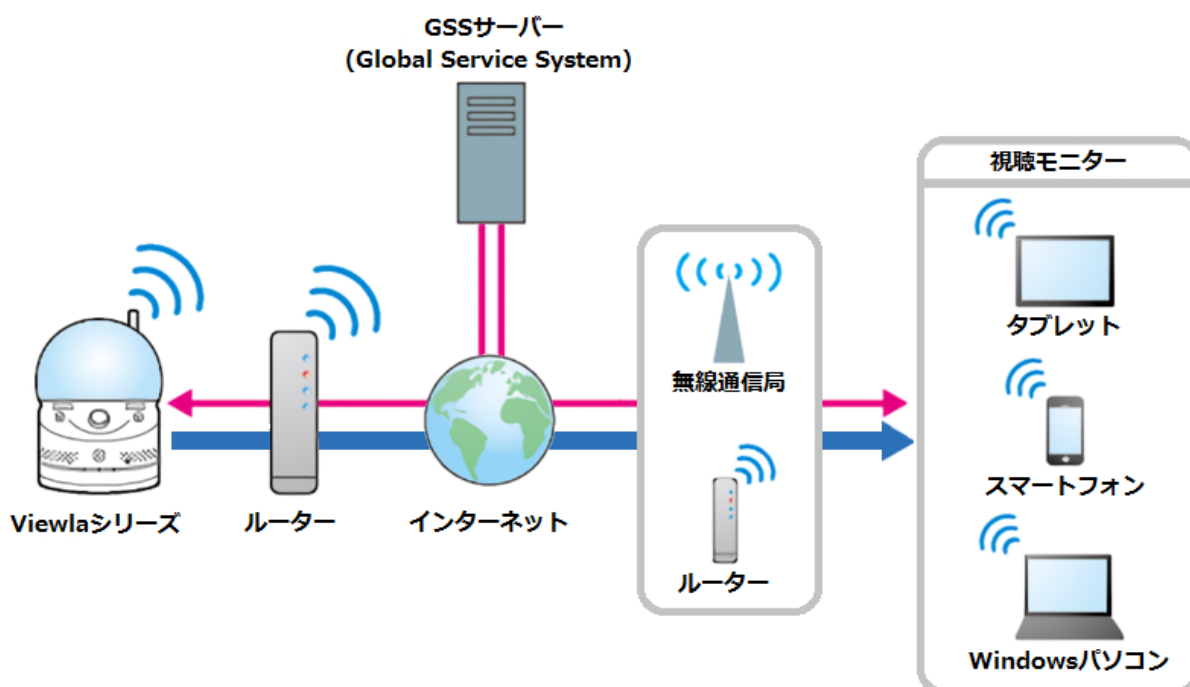 GSSサーバー
(Global Service System)
視聴モニター
タブレット
無線通信局
スマートフォン
Viewlaシリーズ
ルーター
インターネット
ルーター
Windowsパソコン